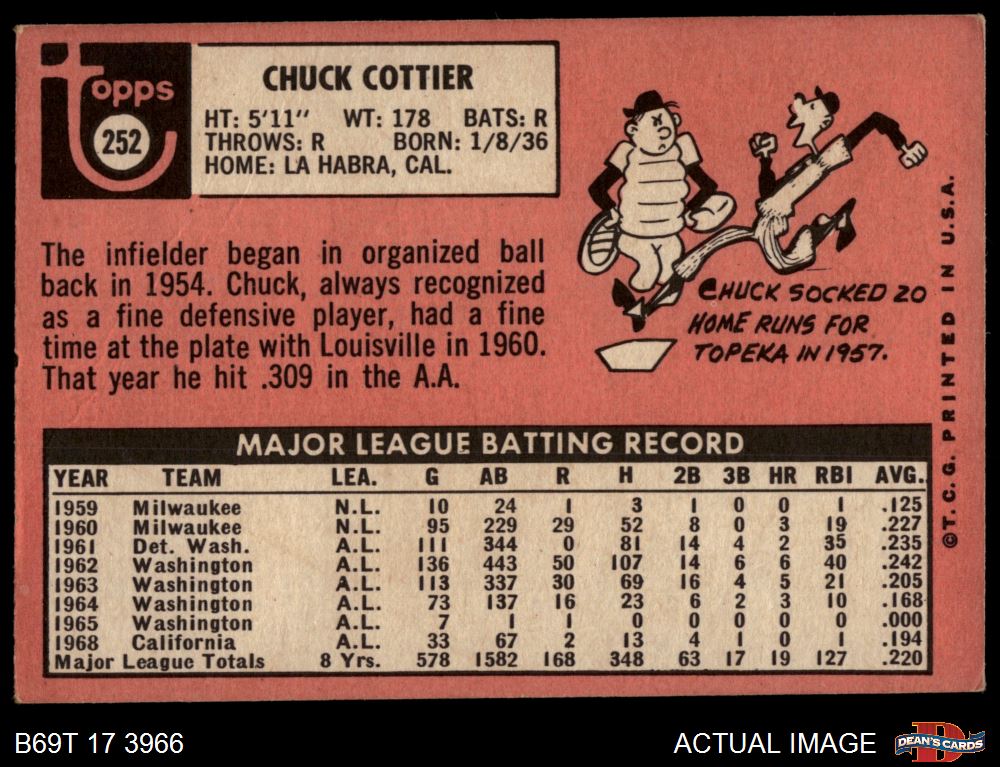 topps
252
CHUCK COTTIER
HT: 5'11" WT: 178 BATS: R
THROWS: R BORN: 1/8/36
HOME: LA HABRA, CAL.
The infielder began in organized ball
back in 1954. Chuck, always recognized
as a fine defensive player, had a fine
time at the plate with Louisville in 1960.
That year he hit .309 in the A.A.
CHUCK SOCKED 20
HOME RUNS FOR
TOPEKA IN 1957.
©T.C.G. PRINTED IN U.S.A.
MAJOR LEAGUE BATTING RECORD
YEAR TEAM LEA. G AB R H 2B 3B HR RBI AVG.
1959 Milwaukee N.L. 10 24 1 3 1 0 0 1 .125
1960 Milwaukee N.L. 95 229 29 52 8 0 3 19 .227
1961 Det. Wash. A.L. 111 344 0 81 14 4 2 35 .235
1962 Washington A.L. 136 443 50 107 14 6 6 40 .242
1963 Washington A.L. 113 337 30 69 16 4 5 21 .205
1964 Washington A.L. 73 137 16 23 6 2 3 10 .168
1965 Washington A.L. 7 1 1 0 0 0 0 0 .000
1968 California A.L. 33 67 2 13 4 1 0 1 .194
Major League Totals 8 Yrs. 578 1582 168 348 63 17 19 127 .220
B69T 17 3966
ACTUAL IMAGE
D
DEAN'S CARDS